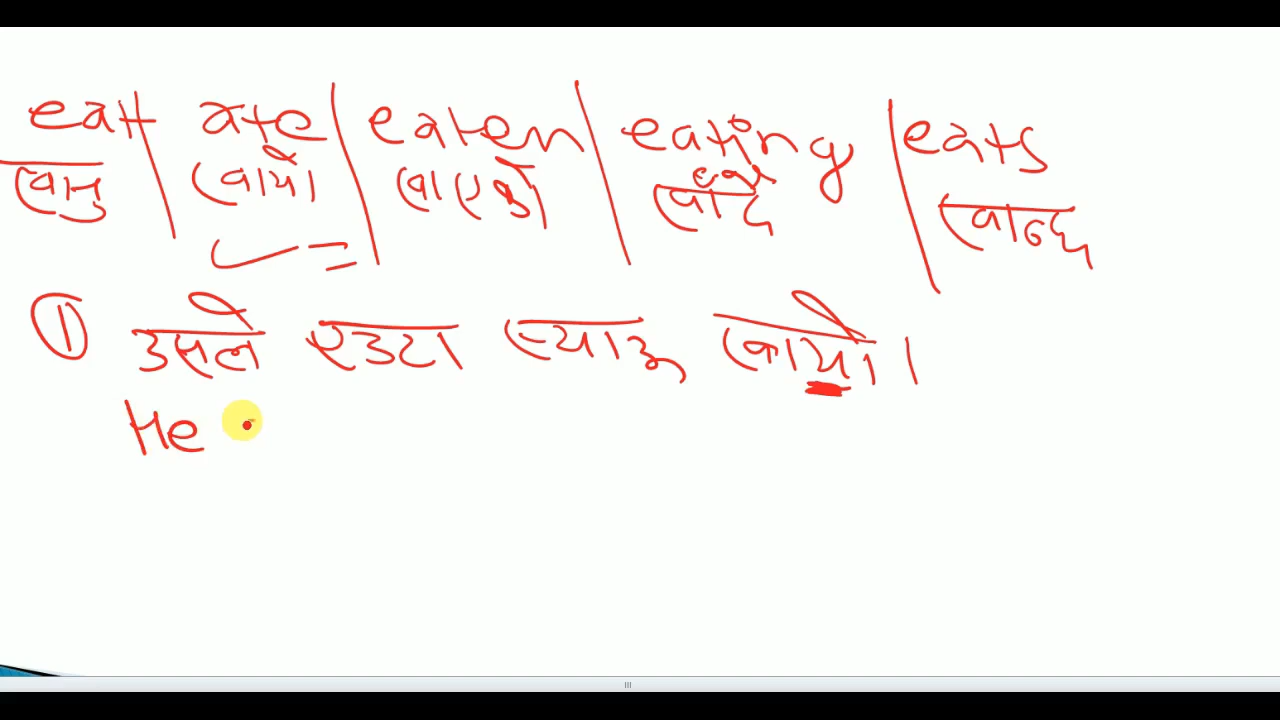 eat ate eaten eating eats
खानु खायो खाएको खाँदै खान्छ
① उसले एउटा स्याऊ खायो।
He